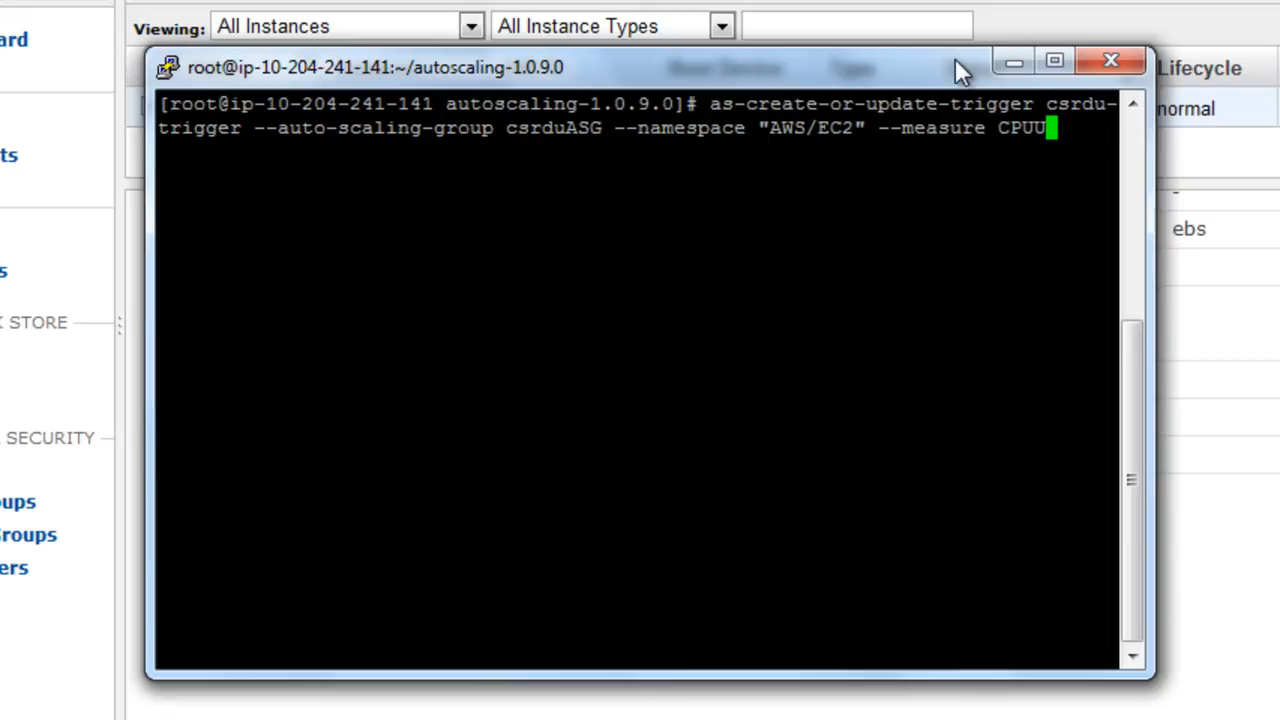 ard
Viewing: All Instances All Instance Types
root@ip-10-204-241-141:~/autoscaling-1.0.9.0
Lifecycle
[root@ip-10-204-241-141 autoscaling-1.0.9.0]# as-create-or-update-trigger csrdu-
normal
trigger --auto-scaling-group csrduASG --namespace "AWS/EC2" --measure CPUU
ts
ebs
s
K STORE
SECURITY
oups
Groups
ers